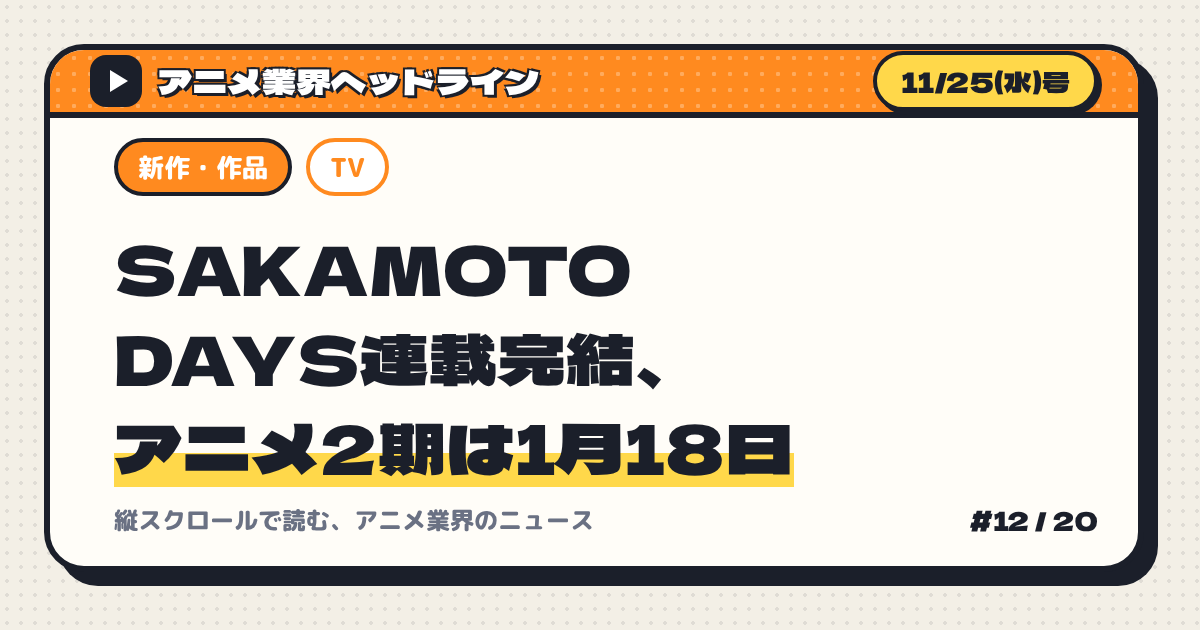 アニメ業界ヘッドライン
11/25(水)号
新作・作品
TV
SAKAMOTO
DAYS連載完結、
アニメ2期は1月18日
縦スクロールで読む、アニメ業界のニュース
#12 / 20